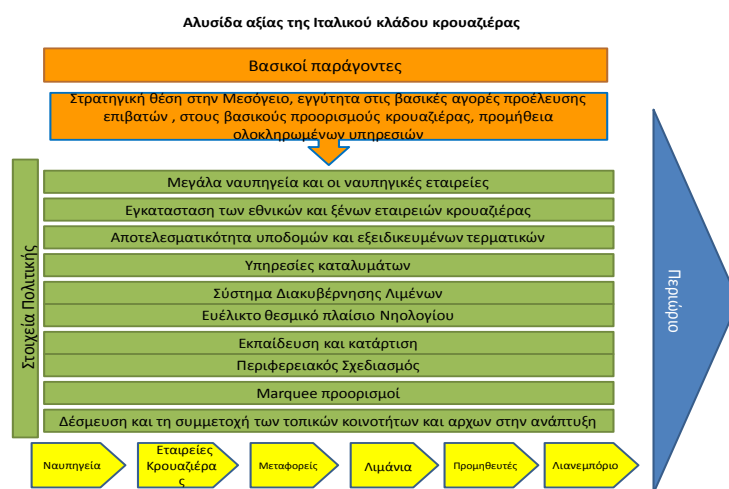 Αλυσίδα αξίας της Ιταλικού κλάδου κρουαζιέρας
Βασικοί παράγοντες
Στρατηγική θέση στην Μεσόγειο, εγγύτητα στις βασικές αγορές προέλευσης
επιβατών , στους βασικούς προορισμούς κρουαζιέρας, προμήθεια
ολοκληρωμένων υπηρεσιών
Στοιχεία Πολιτικής
Μεγάλα ναυπηγεία και οι ναυπηγικές εταιρείες
Εγκατασταση των εθνικών και ξένων εταιρειών κρουαζιέρας
Αποτελεσματικότητα υποδομών και εξειδικευμένων τερματικών
Υπηρεσίες καταλυμάτων
Σύστημα Διακυβέρνησης Λιμένων
Ευέλικτο θεσμικό πλαίσιο Νηολογίου
Εκπαίδευση και κατάρτιση
Περιφερειακός Σχεδιασμός
Marquee προορισμοί
Δέσμευση και τη συμμετοχή των τοπικών κοινοτήτων και αρχων στην ανάπτυξη
Περιώριο
Ναυπηγεία
Εταιρείες
Κρουαζιέρα
ς
Μεταφορείς
Λιμάνια
Προμηθευτές
Λιανεμπόριο